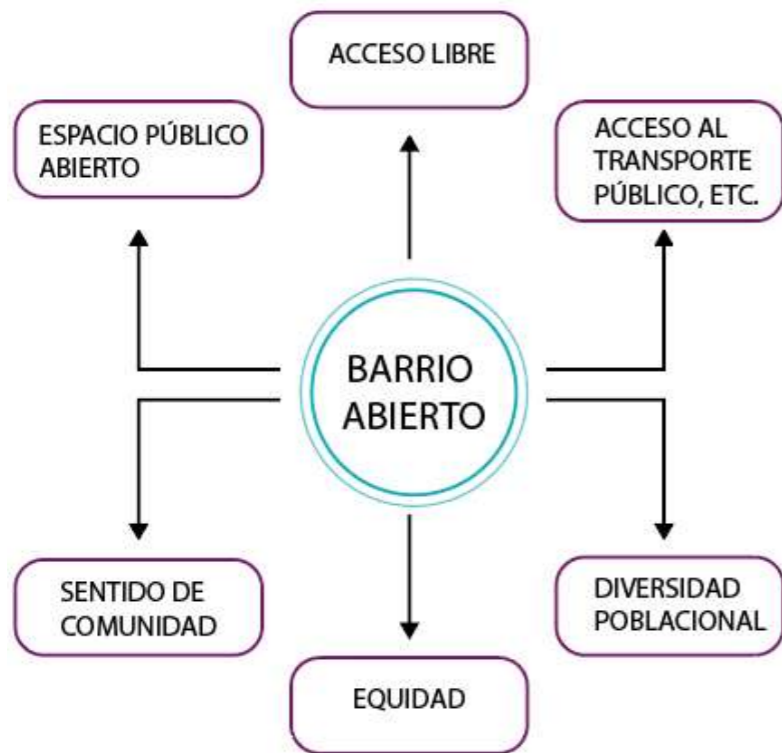 ACCESO LIBRE
ESPACIO PÚBLICO
ABIERTO
ACCESO AL
TRANSPORTE
PÚBLICO, ETC.
BARRIO
ABIERTO
SENTIDO DE
COMUNIDAD
DIVERSIDAD
POBLACIONAL
EQUIDAD